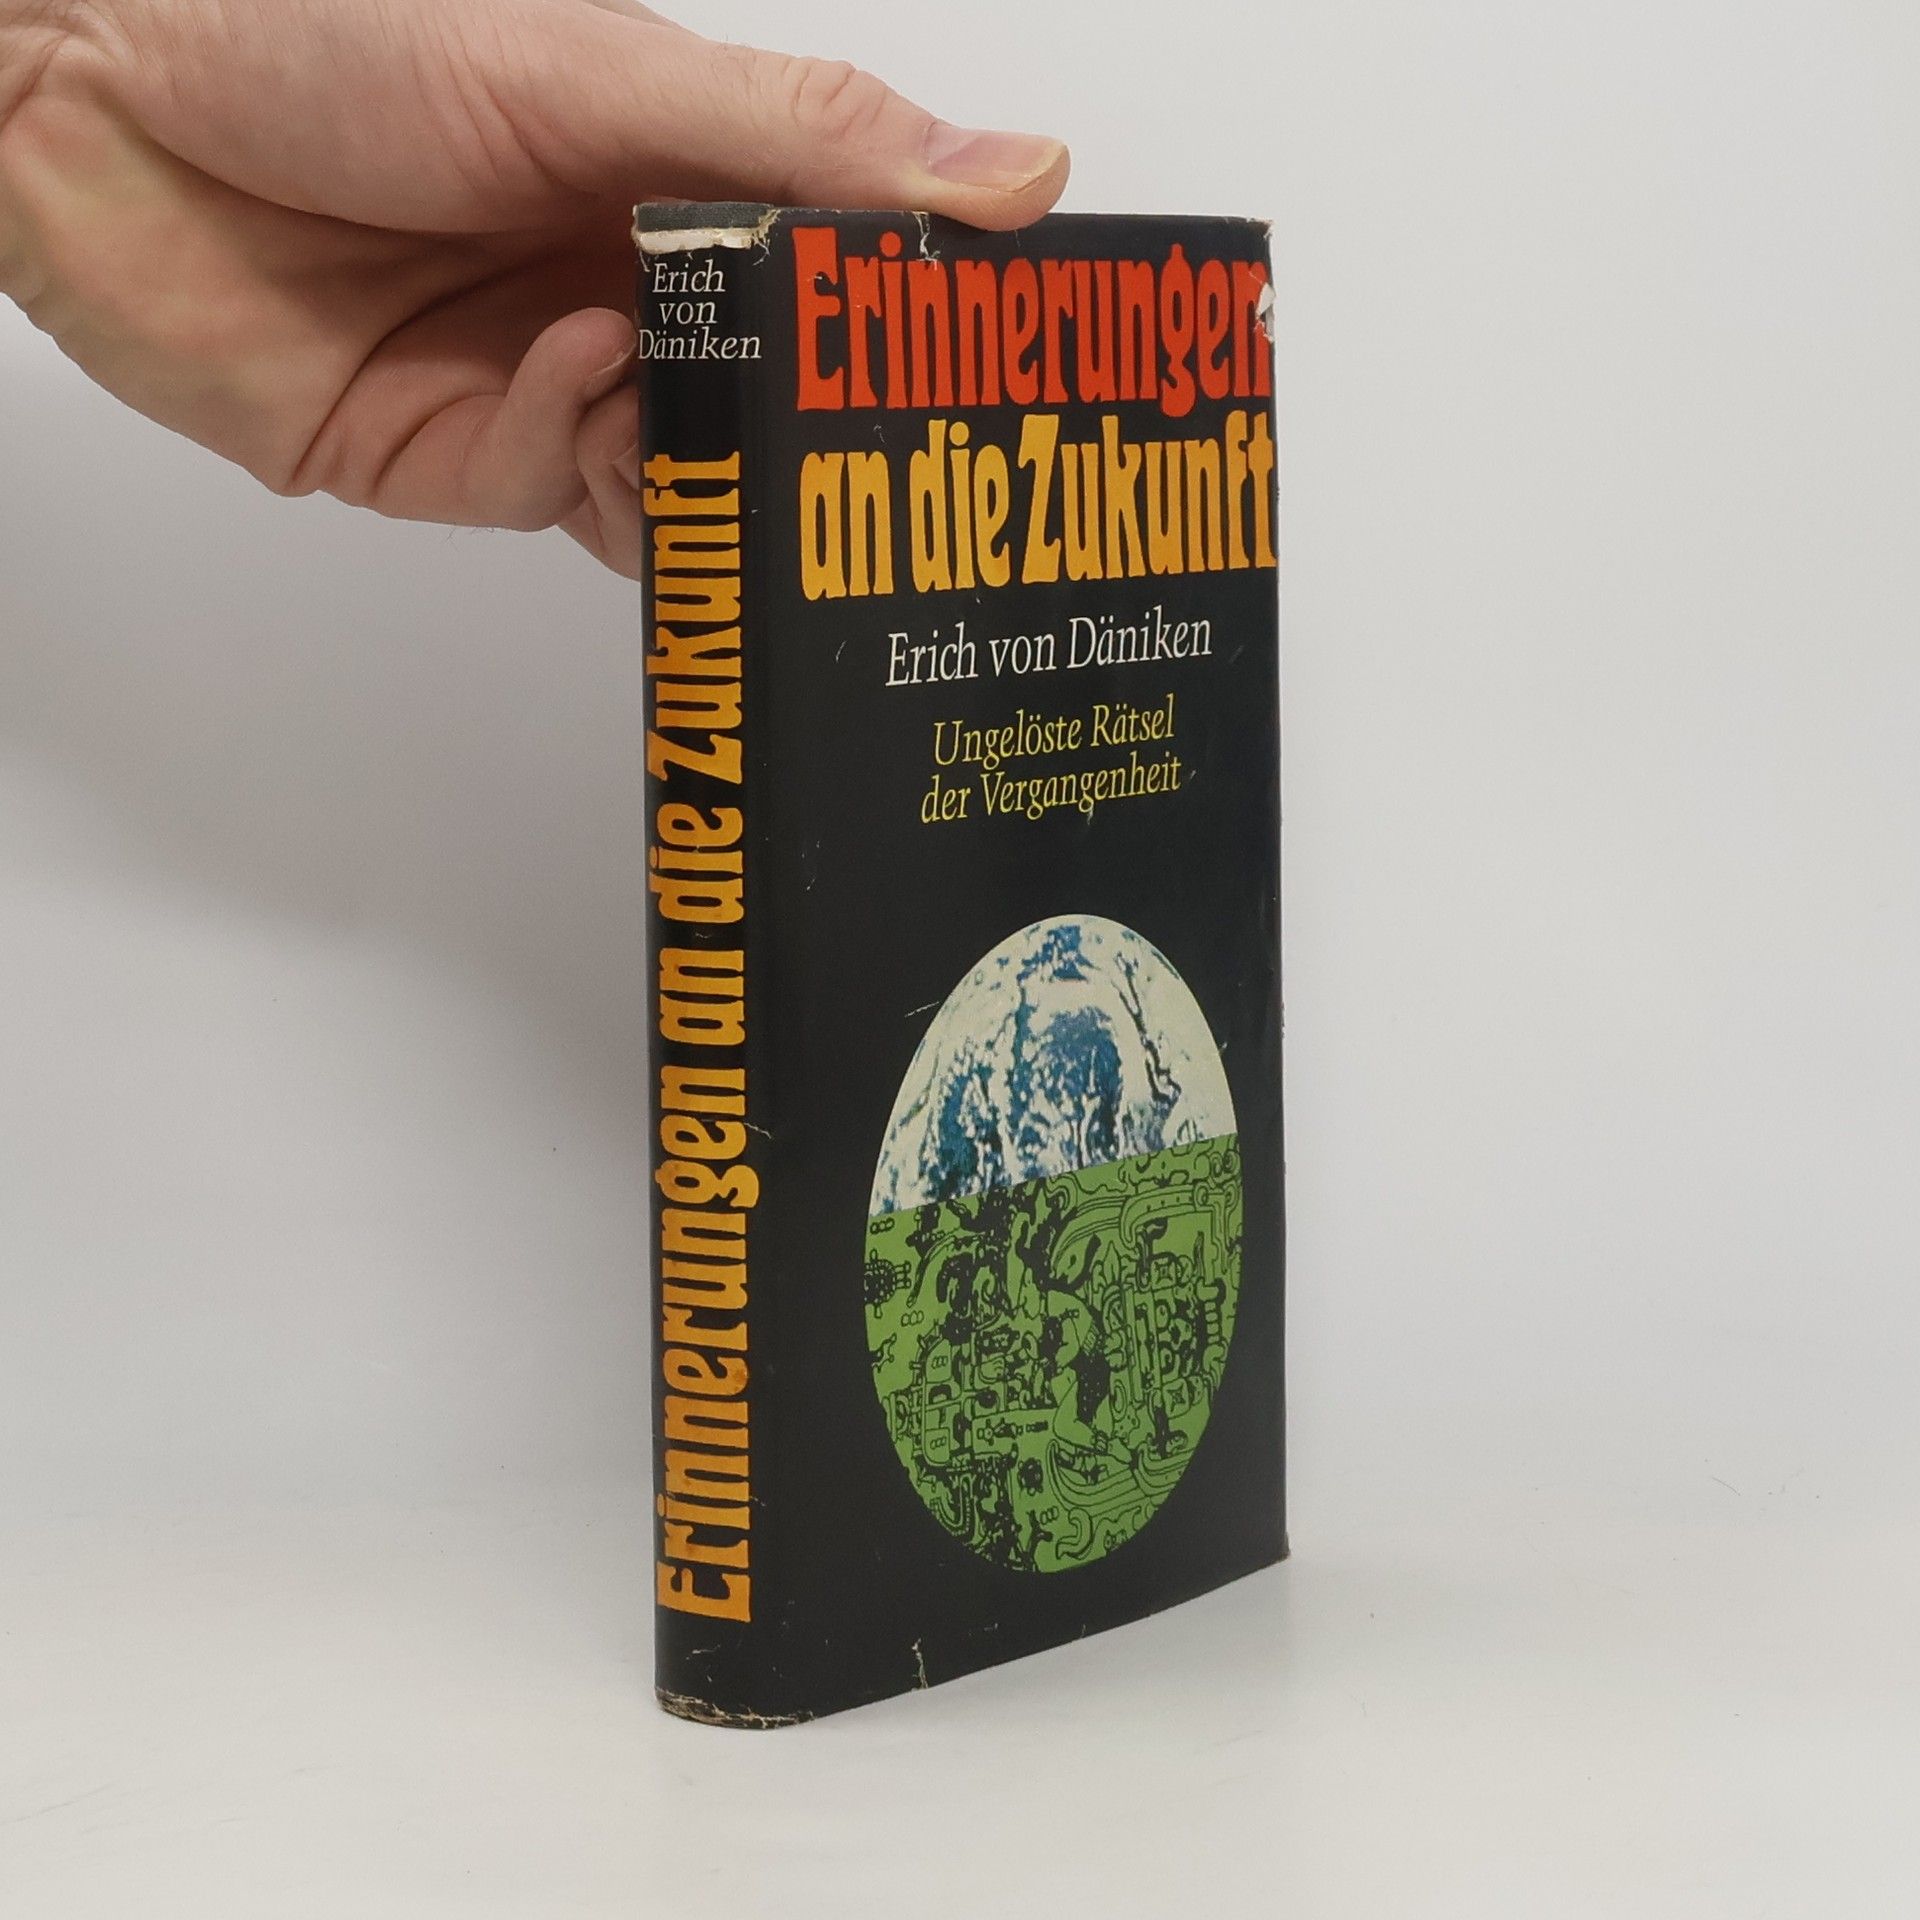 Erich
von
Däniken
Erinnerungen an die Zukunft
Erinnerungen
an die Zukunft
Erich von Däniken
Ungelöste Rätsel
der Vergangenheit